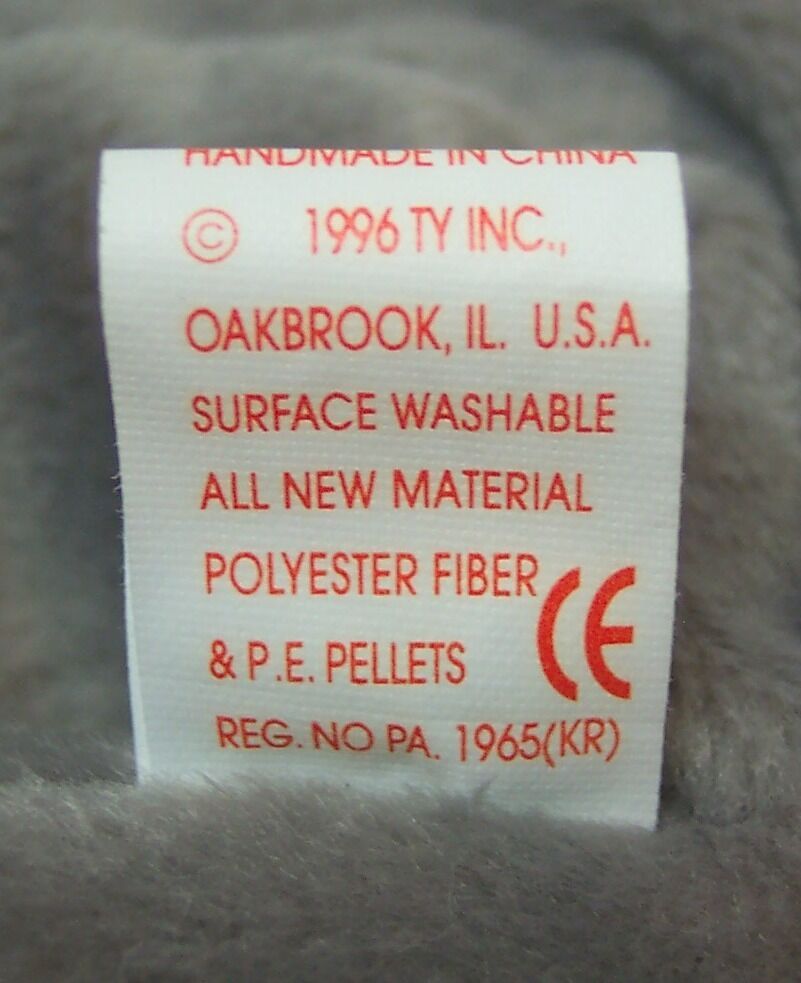 HANDMADE IN CHINA
© 1996 TY INC.,
OAKBROOK, IL. U.S.A.
SURFACE WASHABLE
ALL NEW MATERIAL
POLYESTER FIBER
& P.E. PELLETS
CE
REG. NO PA. 1965(KR)